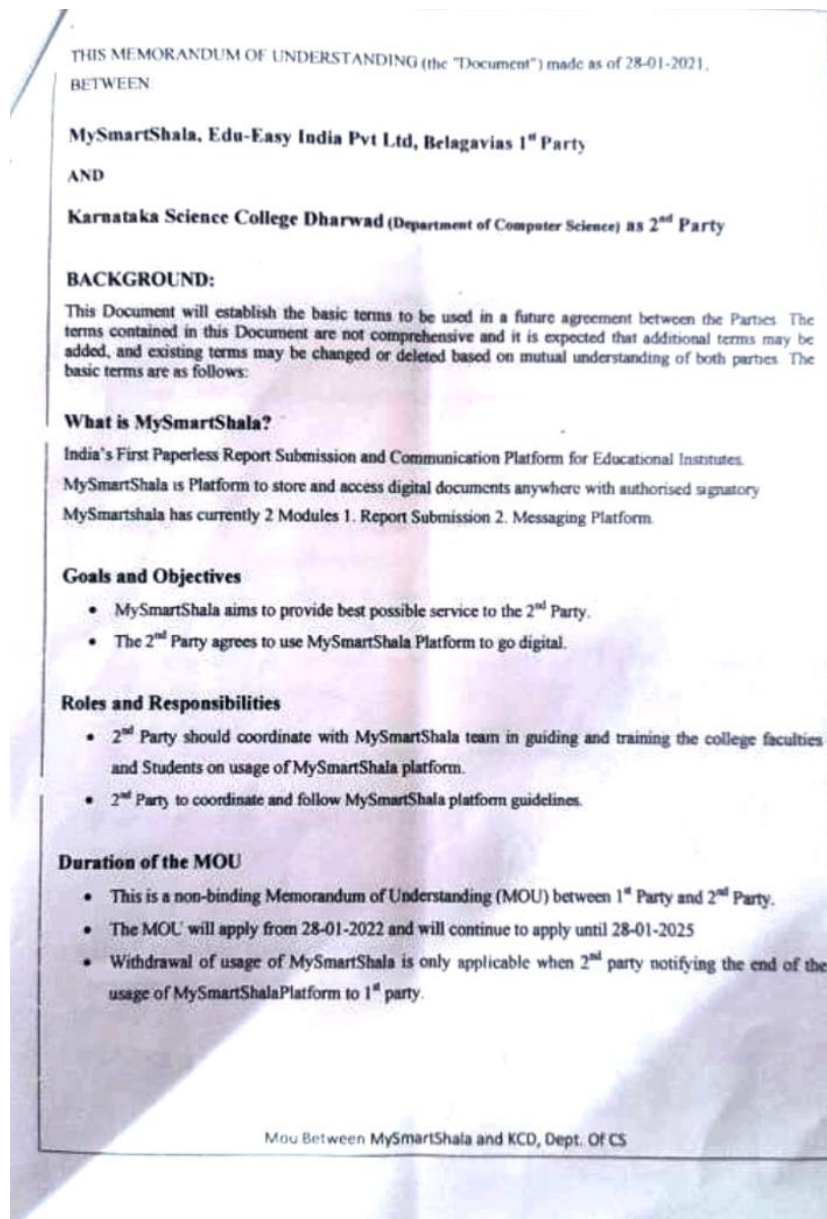 THIS MEMORANDUM OF UNDERSTANDING (the "Document") made as of 28-01-2021,
BETWEEN
MySmartShala, Edu-Easy India Pvt Ltd, Belagavias 1st Party
AND
Karnataka Science College Dharwad (Department of Computer Science) as 2nd Party
BACKGROUND:
This Document will establish the basic terms to be used in a future agreement between the Parties. The
terms contained in this Document are not comprehensive and it is expected that additional terms may be
added, and existing terms may be changed or deleted based on mutual understanding of both parties. The
basic terms are as follows:
What is MySmartShala?
India's First Paperless Report Submission and Communication Platform for Educational Institutes.
MySmartShala is Platform to store and access digital documents anywhere with authorised signatory
MySmartshala has currently 2 Modules 1. Report Submission 2. Messaging Platform.
Goals and Objectives
• MySmartShala aims to provide best possible service to the 2nd Party.
• The 2nd Party agrees to use MySmartShala Platform to go digital.
Roles and Responsibilities
• 2nd Party should coordinate with MySmartShala team in guiding and training the college faculties
and Students on usage of MySmartShala platform.
• 2nd Party to coordinate and follow MySmartShala platform guidelines.
Duration of the MOU
• This is a non-binding Memorandum of Understanding (MOU) between 1st Party and 2nd Party.
• The MOU will apply from 28-01-2022 and will continue to apply until 28-01-2025
• Withdrawal of usage of MySmartShala is only applicable when 2nd party notifying the end of the
usage of MySmartShalaPlatform to 1st party.
Mou Between MySmartShala and KCD, Dept. Of CS